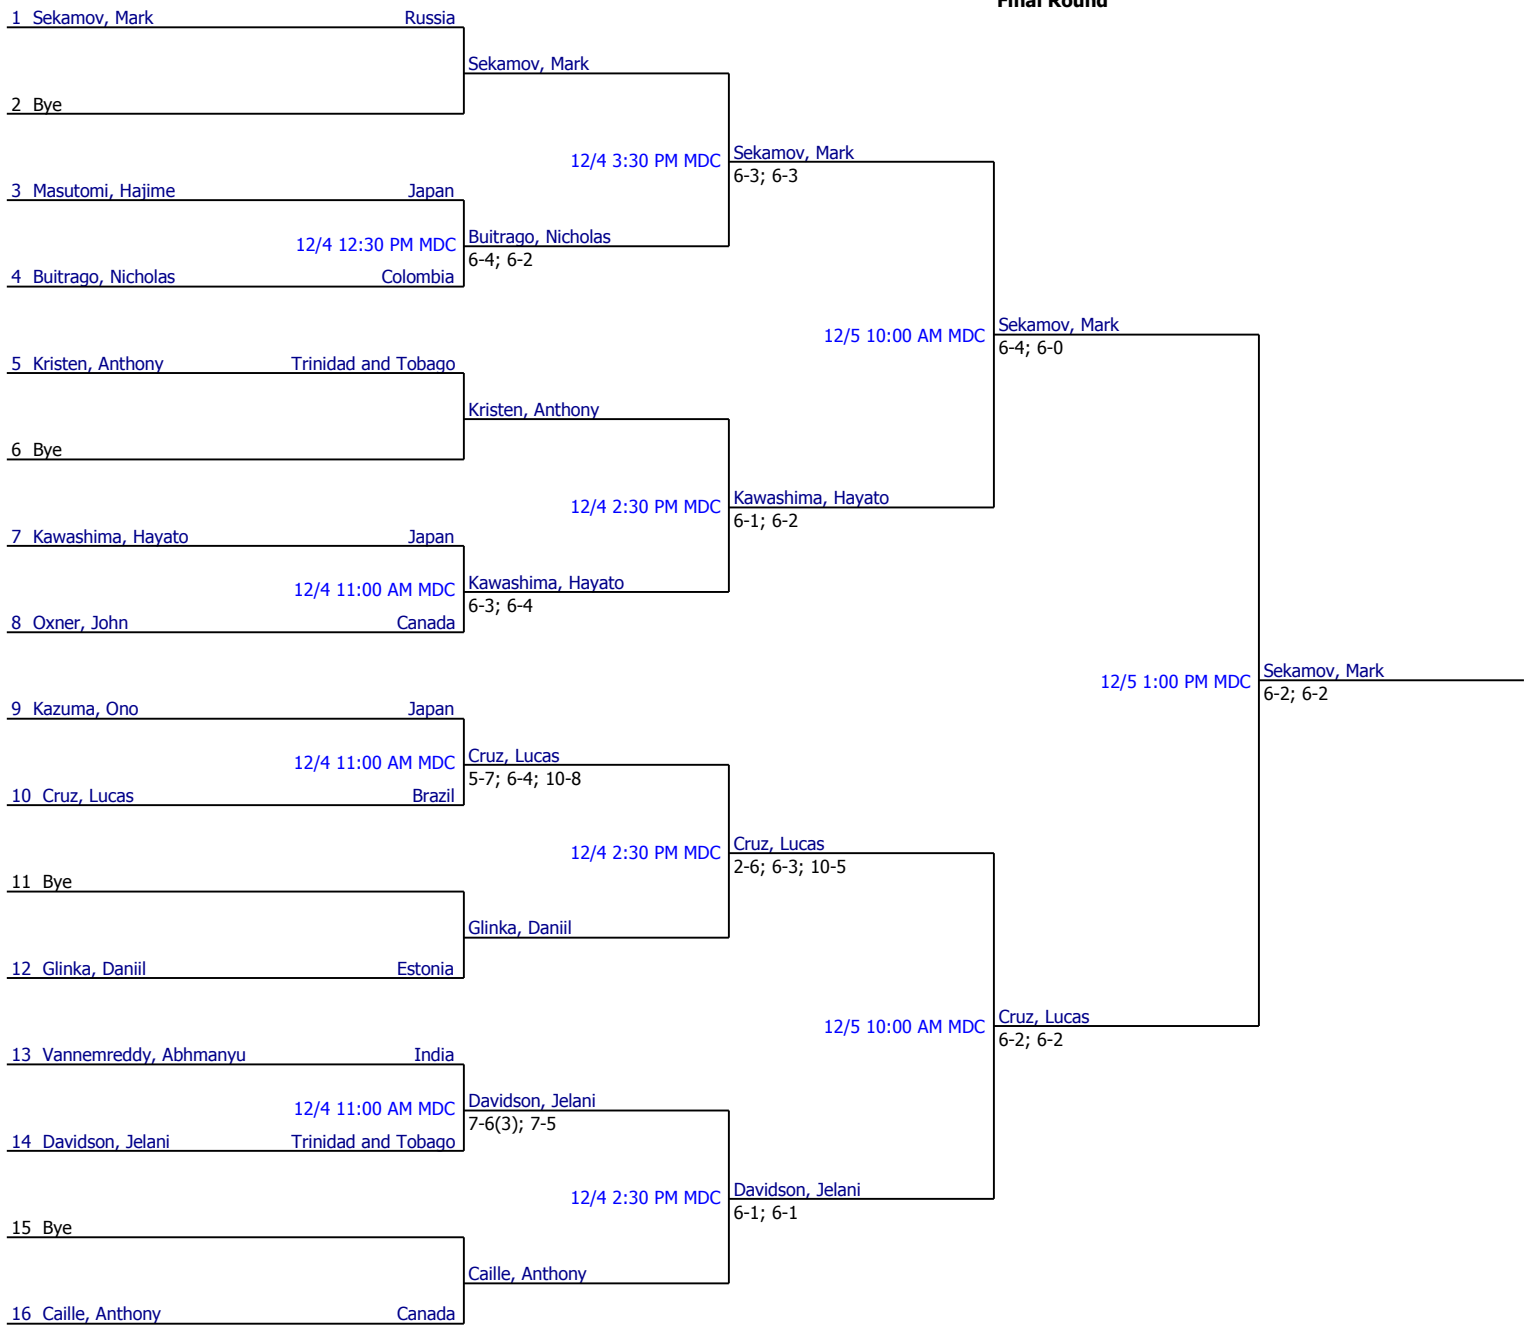 Final Round
1 Sekamov, Mark Russia
Sekamov, Mark
2 Bye
12/4 3:30 PM MDC Sekamov, Mark
6-3; 6-3
3 Masutomi, Hajime Japan
12/4 12:30 PM MDC Buitrago, Nicholas
6-4; 6-2
4 Buitrago, Nicholas Colombia
12/5 10:00 AM MDC Sekamov, Mark
6-4; 6-0
5 Kristen, Anthony Trinidad and Tobago
Kristen, Anthony
6 Bye
12/4 2:30 PM MDC Kawashima, Hayato
6-1; 6-2
7 Kawashima, Hayato Japan
12/4 11:00 AM MDC Kawashima, Hayato
6-3; 6-4
8 Oxner, John Canada
12/5 1:00 PM MDC Sekamov, Mark
6-2; 6-2
9 Kazuma, Ono Japan
12/4 11:00 AM MDC Cruz, Lucas
5-7; 6-4; 10-8
10 Cruz, Lucas Brazil
12/4 2:30 PM MDC Cruz, Lucas
2-6; 6-3; 10-5
11 Bye
Glinka, Daniil
12 Glinka, Daniil Estonia
12/5 10:00 AM MDC Cruz, Lucas
6-2; 6-2
13 Vannemreddy, Abhmanyu India
12/4 11:00 AM MDC Davidson, Jelani
7-6(3); 7-5
14 Davidson, Jelani Trinidad and Tobago
12/4 2:30 PM MDC Davidson, Jelani
6-1; 6-1
15 Bye
Caille, Anthony
16 Caille, Anthony Canada